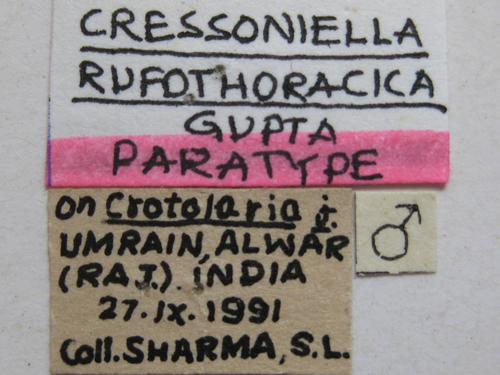 CRESSONIELLA
RUFOTHORACICA
GUPTA
PARATYPE
on Crotolaria j.
UMRAIN, ALWAR
(RAJ.). INDIA
27.IX.1991
Coll. SHARMA, S.L.
♂